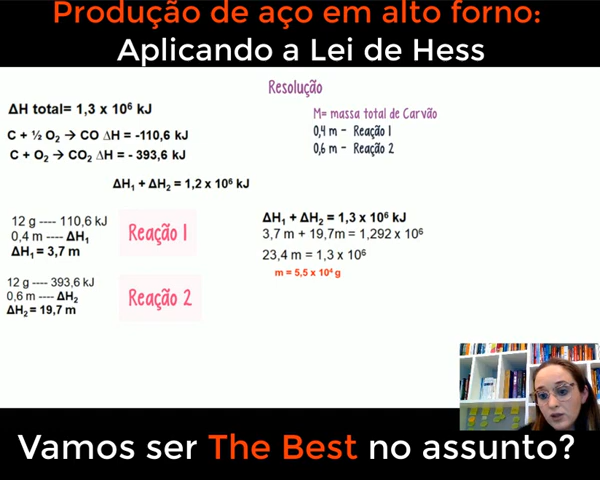 Produção de aço em alto forno:
Aplicando a Lei de Hess
Resolução
ΔH total= 1,3 x 10⁶ kJ
C + ½ O₂ → CO ΔH = -110,6 kJ
C + O₂ → CO₂ ΔH = - 393,6 kJ
M= massa total de Carvão
0,4 m - Reação 1
0,6 m - Reação 2
ΔH₁ + ΔH₂ = 1,2 x 10⁶ kJ
12 g ---- 110,6 kJ
0,4 m ---- ΔH₁
ΔH₁ = 3,7 m
Reação 1
12 g ---- 393,6 kJ
0,6 m ---- ΔH₂
ΔH₂ = 19,7 m
Reação 2
ΔH₁ + ΔH₂ = 1,3 x 10⁶ kJ
3,7 m + 19,7m = 1,292 x 10⁶
23,4 m = 1,3 x 10⁶
m = 5,5 x 10⁴ g
Vamos ser The Best no assunto?